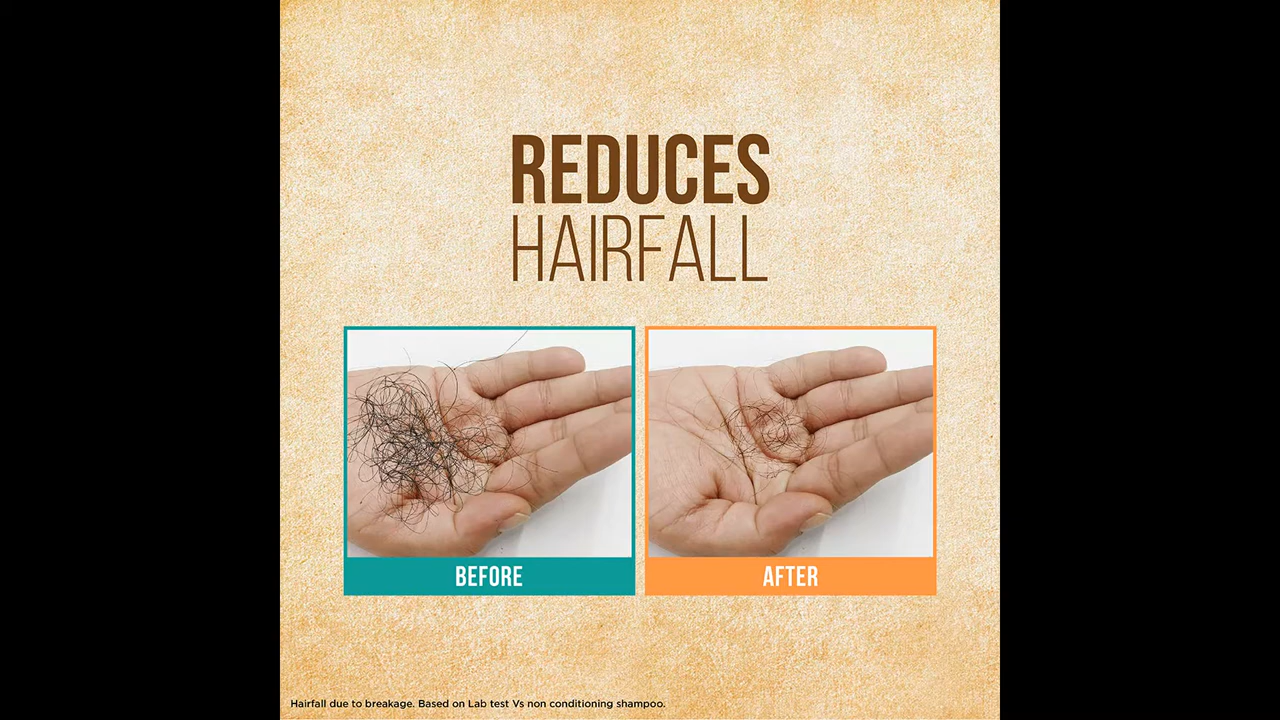 REDUCES
HAIRFALL
BEFORE
AFTER
Hairfall due to breakage. Based on Lab test Vs non conditioning shampoo.